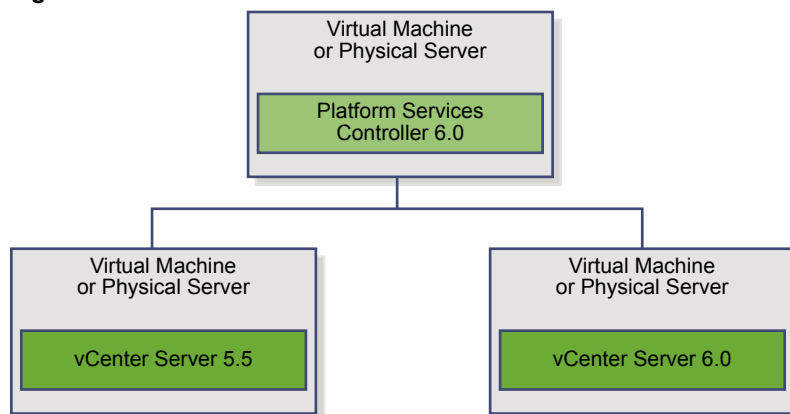 Virtual Machine
or Physical Server
Platform Services
Controller 6.0
Virtual Machine
or Physical Server
vCenter Server 5.5
Virtual Machine
or Physical Server
vCenter Server 6.0